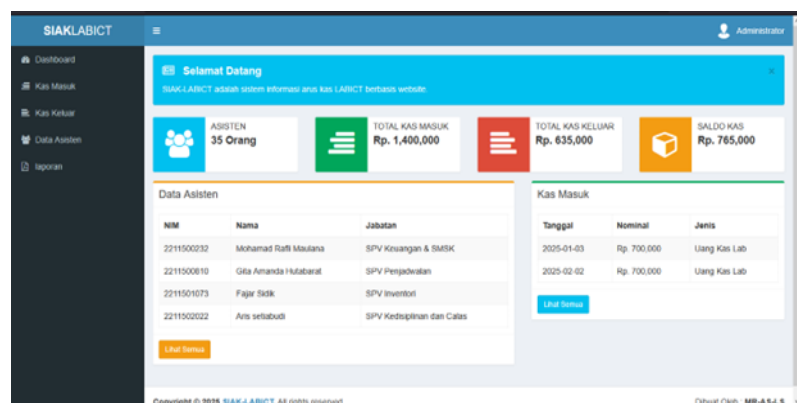 SIAKLABICT
Administrator
Dashboard
Kas Masuk
Kas Keluar
Data Asisten
laporan
Selamat Datang
SIAK-LABICT adalah sistem informasi arus kas LABICT berbasis website.
ASISTEN
35 Orang
TOTAL KAS MASUK
Rp. 1,400,000
TOTAL KAS KELUAR
Rp. 635,000
SALDO KAS
Rp. 765,000
Data Asisten
NIM Nama Jabatan
2211500232 Mohamad Rafli Maulana SPV Keuangan & SMSK
2211500810 Gita Amanda Hutabarat SPV Penjadwalan
2211501073 Fajar Sidik SPV Inventori
2211502022 Aris setiabudi SPV Kedisiplinan dan Calas
Lihat Semua
Kas Masuk
Tanggal Nominal Jenis
2025-01-03 Rp. 700,000 Uang Kas Lab
2025-02-02 Rp. 700,000 Uang Kas Lab
Lihat Semua
Copyright © 2025 SIAK-LABICT. All rights reserved.
Dibuat Oleh :